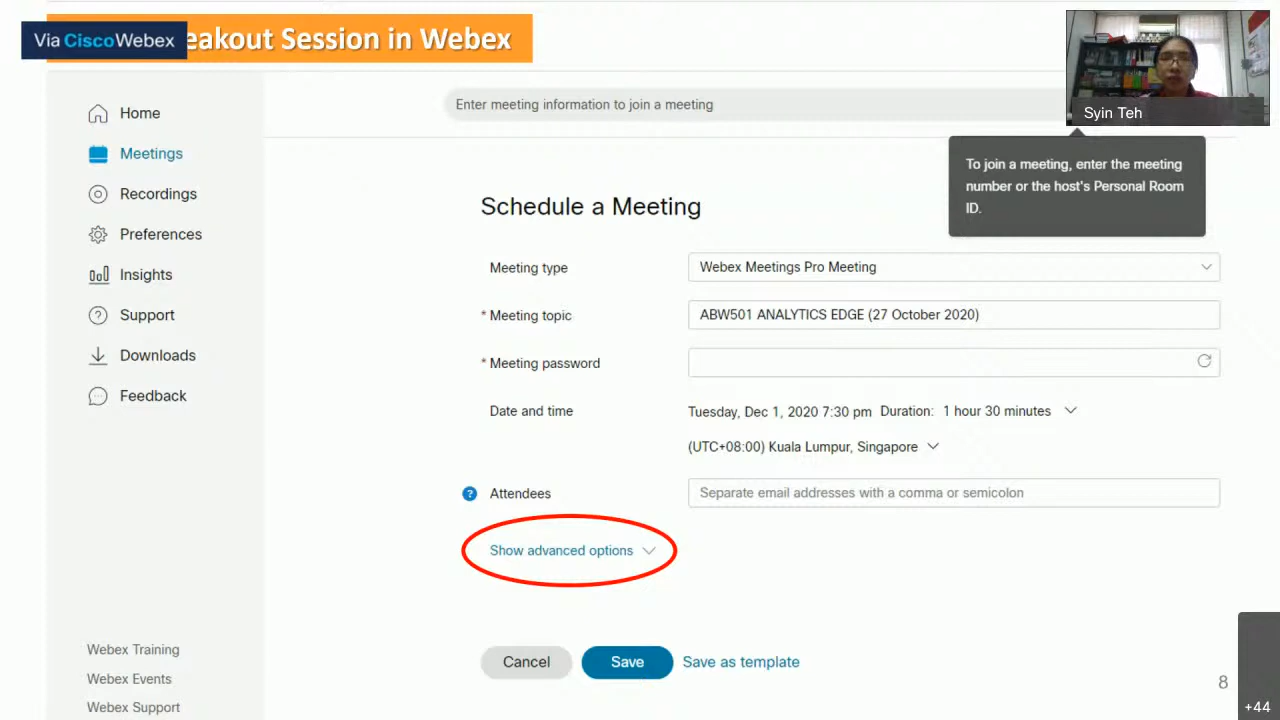 Via CiscoWebex
eakout Session in Webex
Syin Teh
Home
Meetings
Recordings
Preferences
Insights
Support
Downloads
Feedback
Webex Training
Webex Events
Webex Support
Enter meeting information to join a meeting
To join a meeting, enter the meeting
number or the host's Personal Room
ID.
Schedule a Meeting
Meeting type
Webex Meetings Pro Meeting
* Meeting topic
ABW501 ANALYTICS EDGE (27 October 2020)
* Meeting password
Date and time
Tuesday, Dec 1, 2020 7:30 pm Duration: 1 hour 30 minutes
(UTC+08:00) Kuala Lumpur, Singapore
? Attendees
Separate email addresses with a comma or semicolon
Show advanced options
Cancel
Save
Save as template
8
+44